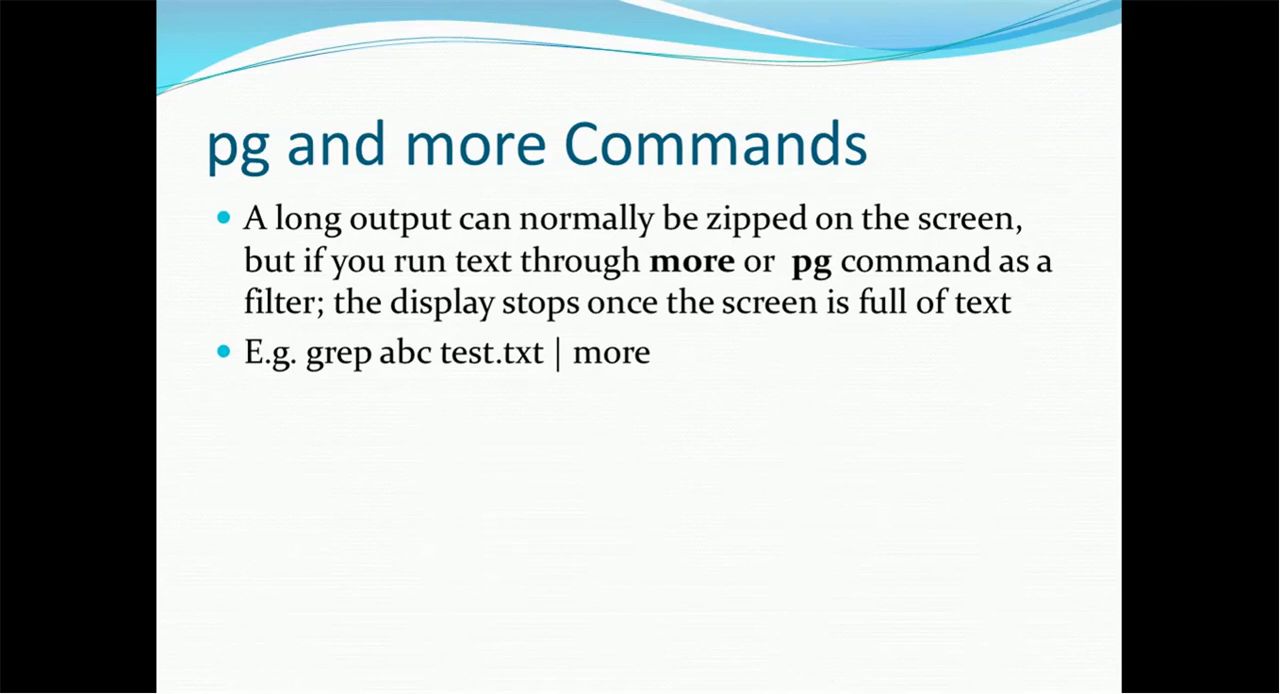 pg and more Commands
A long output can normally be zipped on the screen,
but if you run text through more or pg command as a
filter; the display stops once the screen is full of text
E.g. grep abc test.txt | more